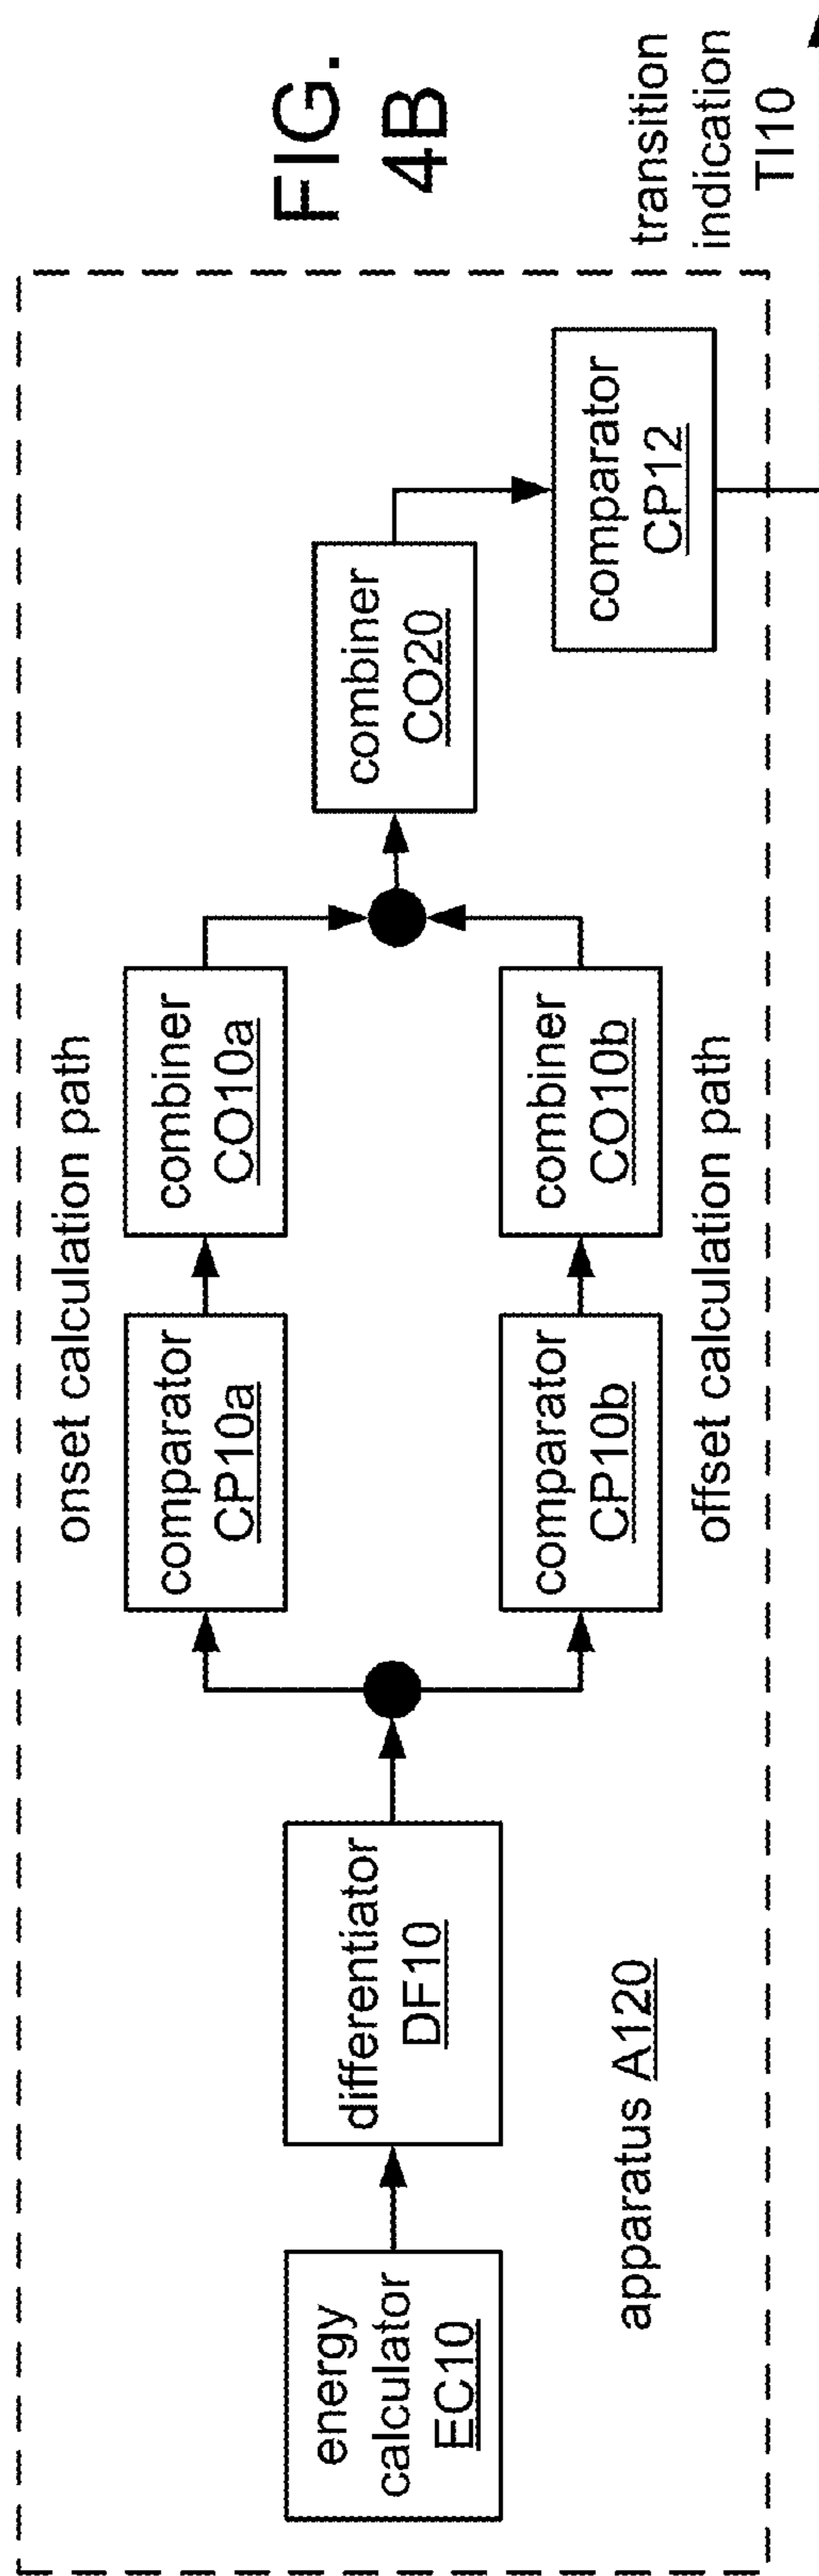 energy
calculator
EC10
differentiator
DF10
apparatus A120
onset calculation path
comparator
CP10a
combiner
CO10a
comparator
CP10b
combiner
CO10b
offset calculation path
combiner
CO20
comparator
CP12
transition
indication
TI10
FIG.
4B